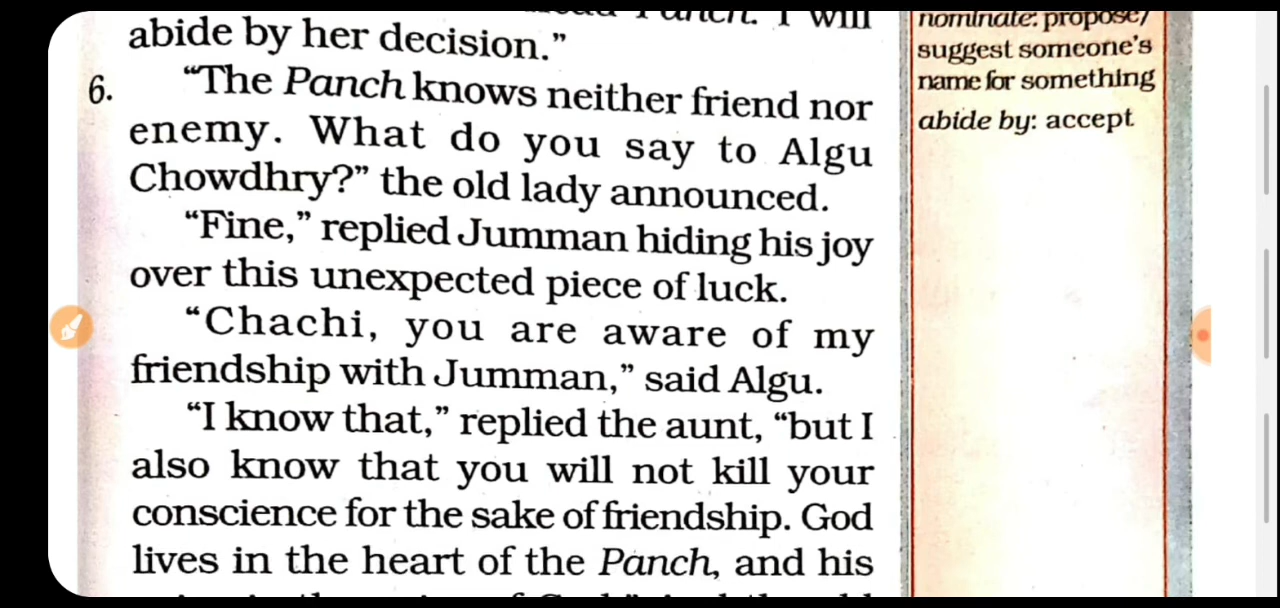 Panch. I will
abide by her decision."
6. "The Panch knows neither friend nor
enemy. What do you say to Algu
Chowdhry?" the old lady announced.
"Fine," replied Jumman hiding his joy
over this unexpected piece of luck.
"Chachi, you are aware of my
friendship with Jumman," said Algu.
"I know that," replied the aunt, "but I
also know that you will not kill your
conscience for the sake of friendship. God
lives in the heart of the Panch, and his
nominate: propose/
suggest someone's
name for something
abide by: accept